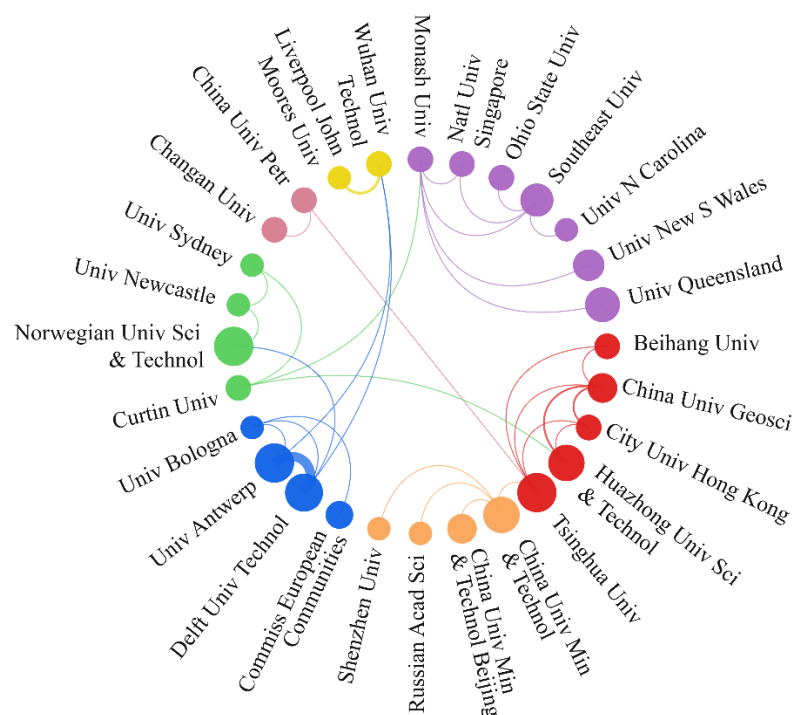 Monash Univ
Natl Univ
Singapore
Ohio State Univ
Southeast Univ
Univ N Carolina
Univ New S Wales
Univ Queensland
Beihang Univ
China Univ Geosci
City Univ Hong Kong
Huazhong Univ Sci
& Technol
Tsinghua Univ
China Univ Min
& Technol
China Univ Min
& Technol Beijing
Russian Acad Sci
Shenzhen Univ
Commiss European
Communities
Delft Univ Technol
Univ Antwerp
Univ Bologna
Curtin Univ
Norwegian Univ Sci
& Technol
Univ Newcastle
Univ Sydney
Changan Univ
China Univ Petr
Liverpool John
Moores Univ
Wuhan Univ
Technol